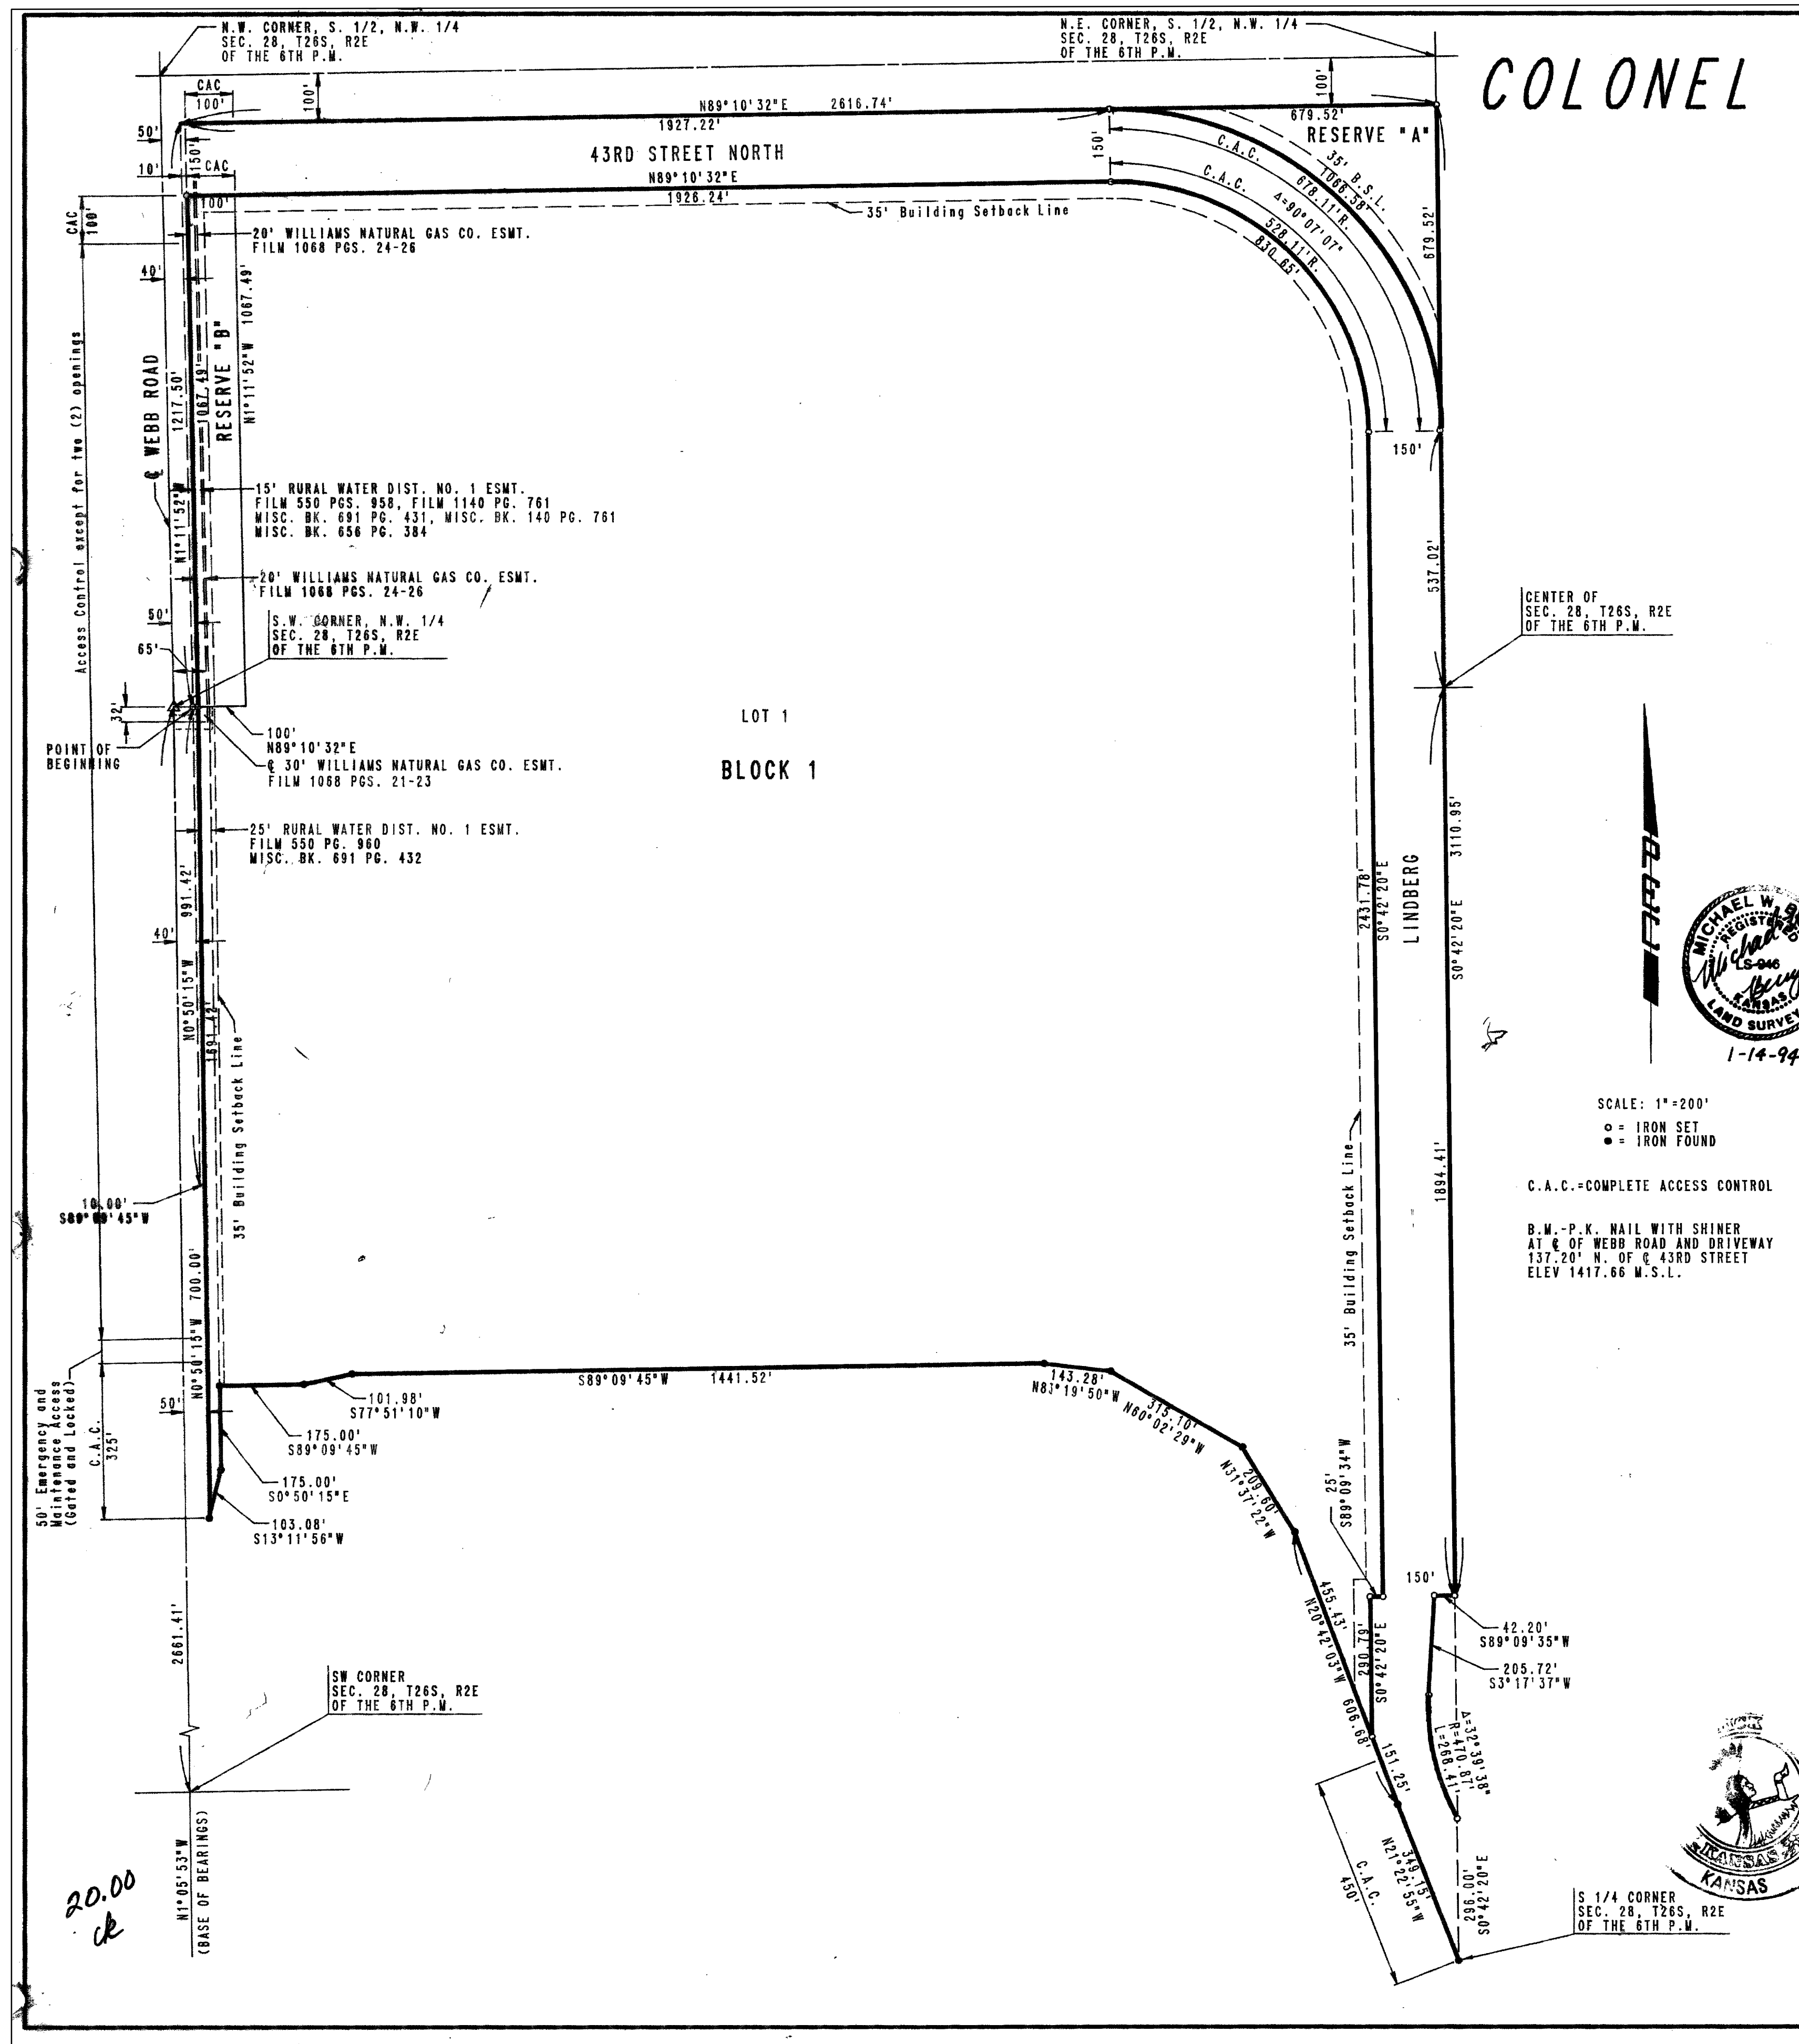 N.W. CORNER, S. 1/2, N.W. 1/4
SEC. 28, T26S, R2E
OF THE 6TH P.M.
N.E. CORNER, S. 1/2, N.W. 1/4
SEC. 28, T26S, R2E
OF THE 6TH P.M.
COLONEL
CAC
100'
100'
100'
N89°10'32"E 2616.74'
1927.22'
679.52'
RESERVE "A"
50'
150'
150'
43RD STREET NORTH
10'
CAC
N89°10'32"E
1926.24'
100'
35' Building Setback Line
C.A.C.
C.A.C.
35' B.S.L.
1066.58'
678.11'R.
Δ=90°07'07"
528.11'R.
830.65'
679.52'
CAC
100'
20' WILLIAMS NATURAL GAS CO. ESMT.
FILM 1068 PGS. 24-26
40'
N1°11'52"W 1067.49'
RESERVE "B"
1067.49'
1217.50'
N1°11'52"W
℄ WEBB ROAD
Access Control except for two (2) openings
150'
15' RURAL WATER DIST. NO. 1 ESMT.
FILM 550 PGS. 958, FILM 1140 PG. 761
MISC. BK. 691 PG. 431, MISC. BK. 140 PG. 761
MISC. BK. 656 PG. 384
537.02'
20' WILLIAMS NATURAL GAS CO. ESMT.
FILM 1068 PGS. 24-26
CENTER OF
SEC. 28, T26S, R2E
OF THE 6TH P.M.
50'
S.W. CORNER, N.W. 1/4
SEC. 28, T26S, R2E
OF THE 6TH P.M.
65'
32'
POINT OF
BEGINNING
100'
N89°10'32"E
℄ 30' WILLIAMS NATURAL GAS CO. ESMT.
FILM 1068 PGS. 21-23
LOT 1
BLOCK 1
25' RURAL WATER DIST. NO. 1 ESMT.
FILM 550 PG. 960
MISC. BK. 691 PG. 432
991.42'
40'
N0°50'15"W
1691.42'
35' Building Setback Line
2431.78'
S0°42'20"E
LINDBERG
3110.95'
S0°42'20"E
MICHAEL W.
REGISTERED
LS-946
KANSAS
LAND SURVEY
1-14-94
SCALE: 1"=200'
o = IRON SET
● = IRON FOUND
C.A.C.=COMPLETE ACCESS CONTROL
B.M.-P.K. NAIL WITH SHINER
AT ℄ OF WEBB ROAD AND DRIVEWAY
137.20' N. OF ℄ 43RD STREET
ELEV 1417.66 M.S.L.
1894.41'
35' Building Setback Line
10.00'
S89°09'45"W
N0°50'15"W 700.00'
50' Emergency and
Maintenance Access
(Gated and Locked)
C.A.C.
325'
50'
101.98'
S77°51'10"W
175.00'
S89°09'45"W
175.00'
S0°50'15"E
103.08'
S13°11'56"W
S89°09'45"W 1441.52'
143.28'
N83°19'50"W
315.10'
N60°02'29"W
209.60'
N31°37'22"W
25'
S89°09'34"W
455.43'
N20°42'03"W
606.68'
290.79'
S0°42'20"E
150'
42.20'
S89°09'35"W
205.72'
S3°17'37"W
Δ=32°39'38"
R=470.87'
L=268.41'
151.25'
349.15'
N21°22'55"W
C.A.C.
450'
296.00'
S0°42'20"E
S 1/4 CORNER
SEC. 28, T26S, R2E
OF THE 6TH P.M.
KANSAS
KANSAS
2661.41'
SW CORNER
SEC. 28, T26S, R2E
OF THE 6TH P.M.
N1°05'53"W
(BASE OF BEARINGS)
20.00
ck